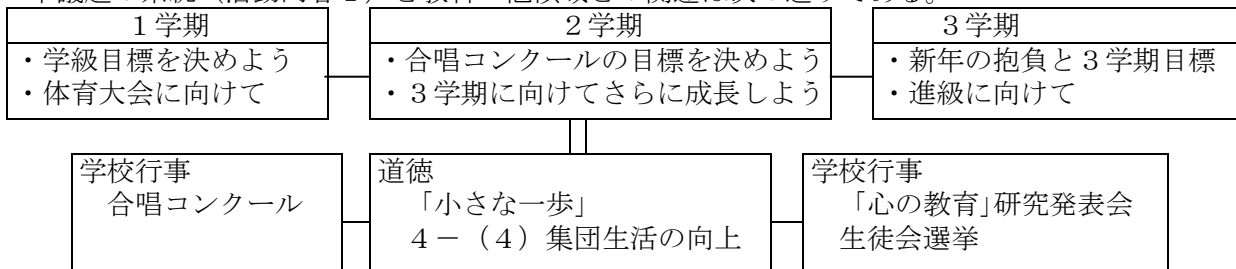 本議題の系統（活動内容１）と教科・他領域との関連は次の通りである。
１学期
・学級目標を決めよう
・体育大会に向けて
２学期
・合唱コンクールの目標を決めよう
・３学期に向けてさらに成長しよう
３学期
・新年の抱負と３学期目標
・進級に向けて
学校行事
合唱コンクール
道徳
「小さな一歩」
４－（４）集団生活の向上
学校行事
「心の教育」研究発表会
生徒会選挙